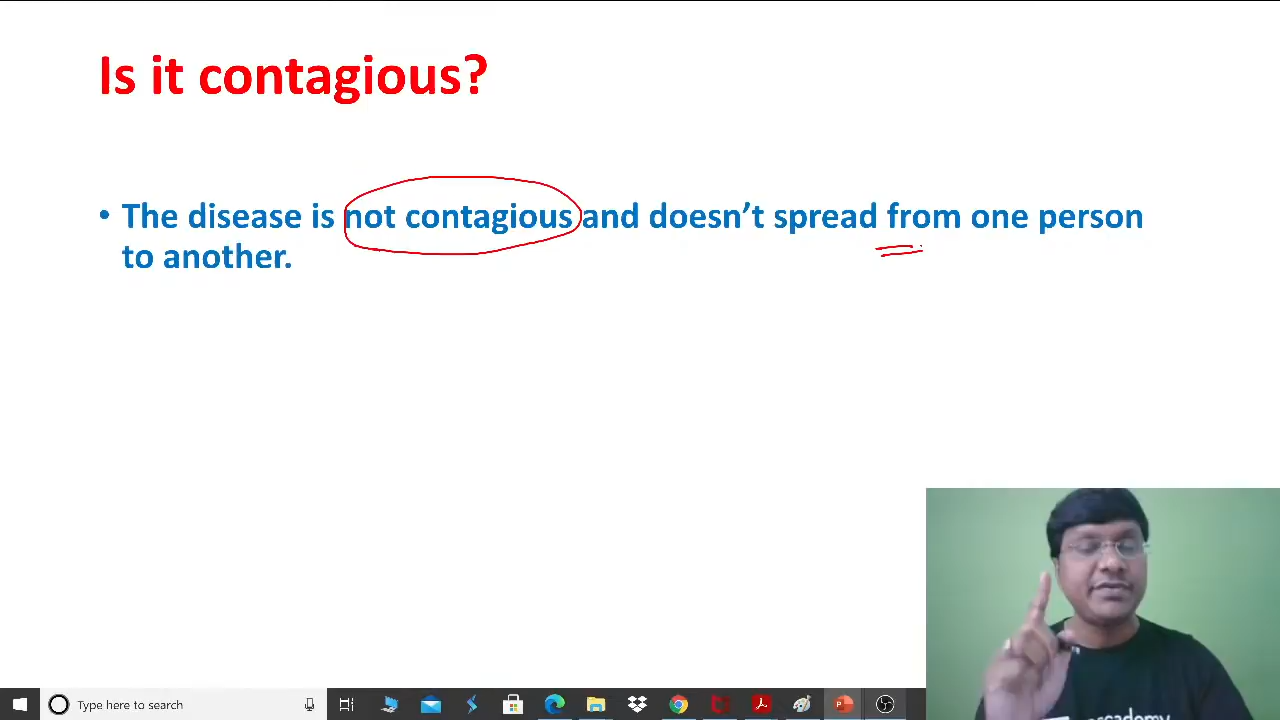 Is it contagious?
• The disease is not contagious and doesn’t spread from one person
to another.
Type here to search